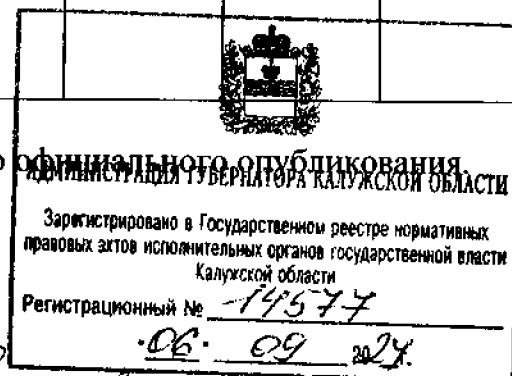 официального опубликования.
АДМИНИСТРАЦИЯ ГУБЕРНАТОРА КАЛУЖСКОЙ ОБЛАСТИ
Зарегистрировано в Государственном реестре нормативных
правовых актов исполнительных органов государственной власти
Калужской области
Регистрационный № 14577
06. 09 2024.